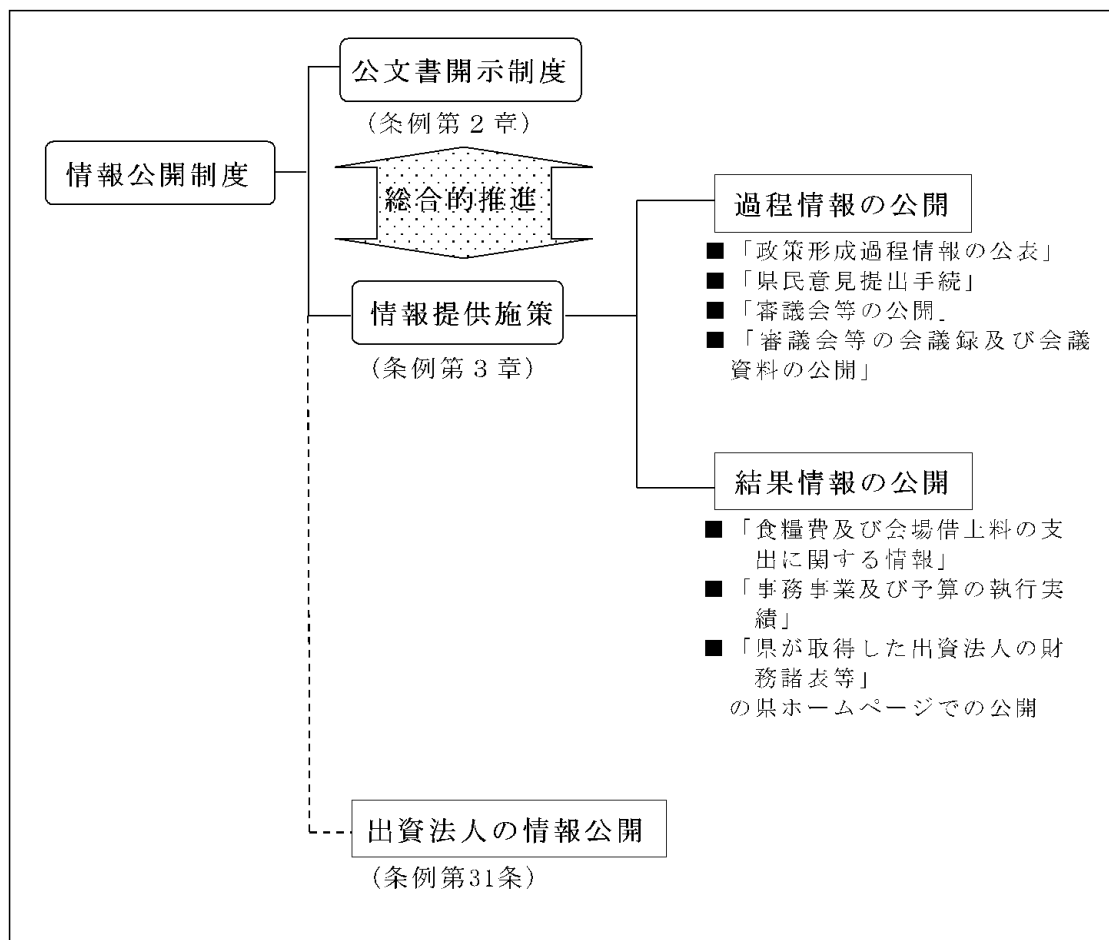 公文書開示制度
(条例第2章)
情報公開制度
総合的推進
情報提供施策
(条例第3章)
過程情報の公開
■「政策形成過程情報の公表」
■「県民意見提出手続」
■「審議会等の公開」
■「審議会等の会議録及び会議
資料の公開」
結果情報の公開
■「食糧費及び会場借上料の支
出に関する情報」
■「事務事業及び予算の執行実
績」
■「県が取得した出資法人の財
務諸表等」
の県ホームページでの公開
出資法人の情報公開
(条例第31条)